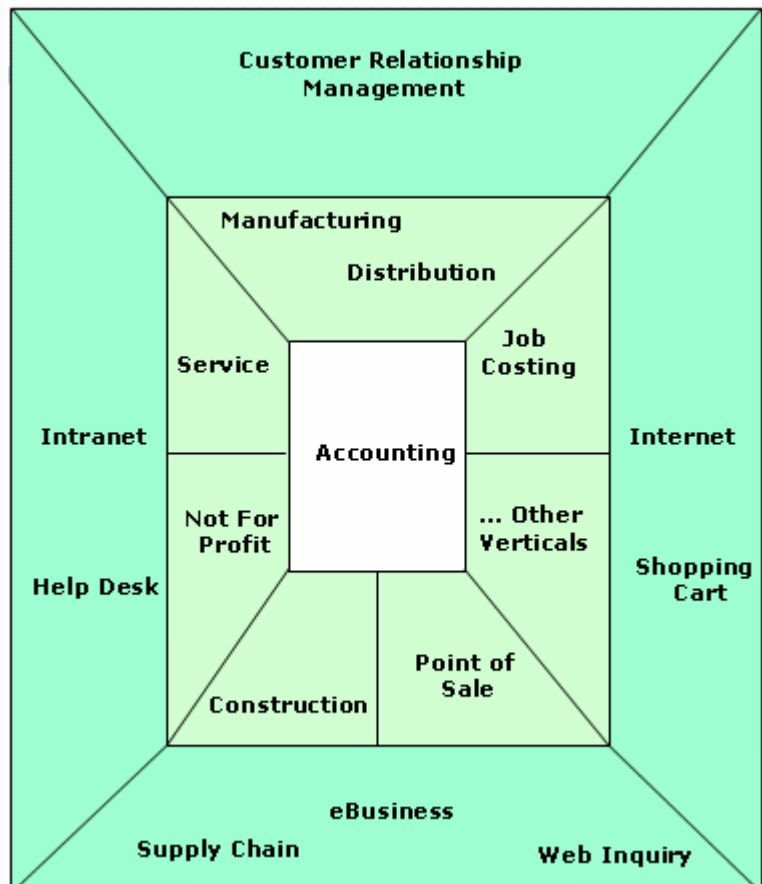 Customer Relationship
Management
Manufacturing
Distribution
Job
Costing
Service
Intranet
Accounting
Internet
Not For
Profit
... Other
Verticals
Help Desk
Shopping
Cart
Point of
Sale
Construction
eBusiness
Supply Chain
Web Inquiry